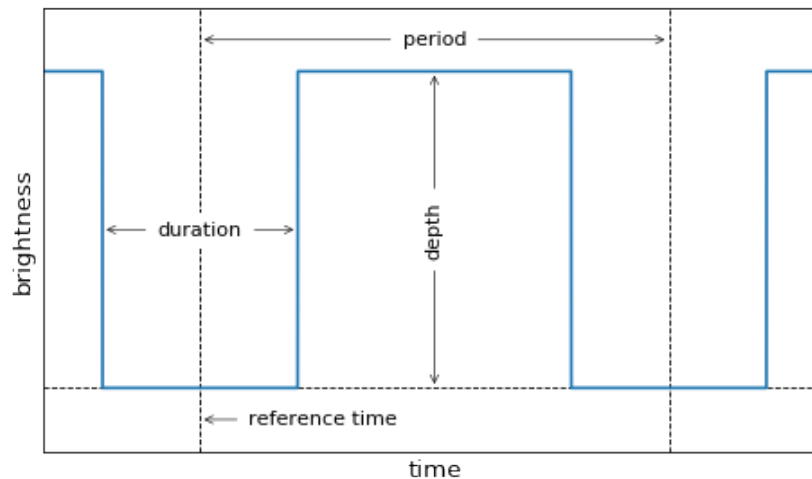 period
duration
depth
brightness
reference time
time